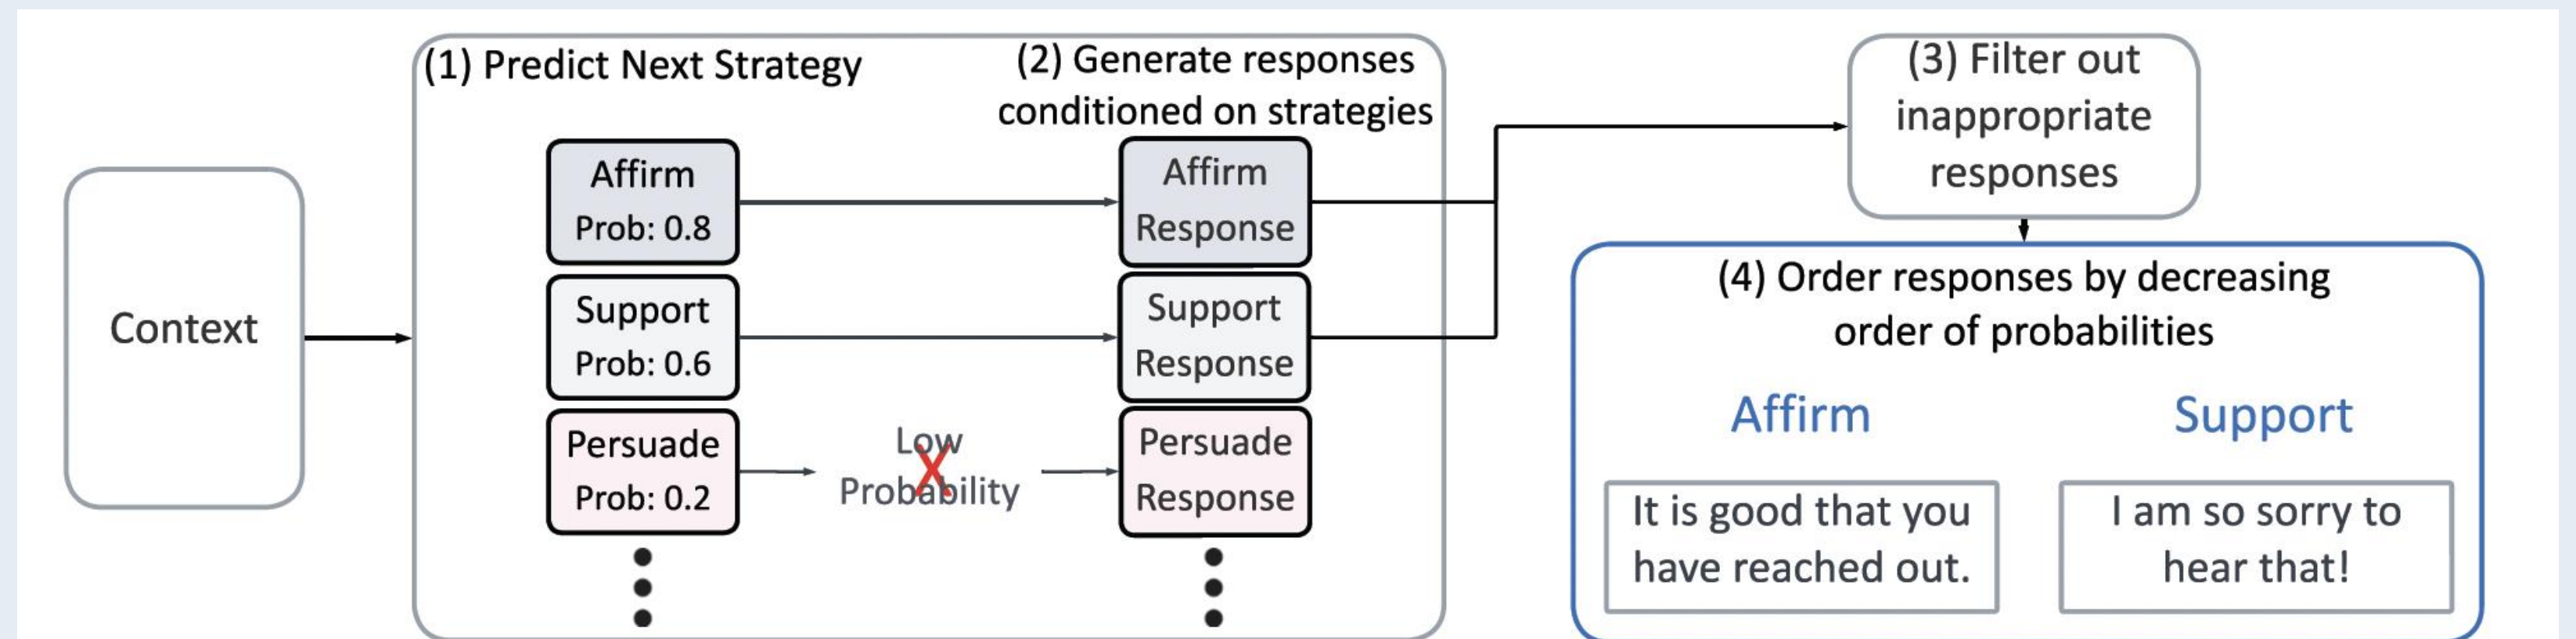 Context
(1) Predict Next Strategy
(2) Generate responses
conditioned on strategies
Affirm
Prob: 0.8
Affirm
Response
Support
Prob: 0.6
Support
Response
Persuade
Prob: 0.2
Low
Probability
X
Persuade
Response
(3) Filter out
inappropriate
responses
(4) Order responses by decreasing
order of probabilities
Affirm
It is good that you
have reached out.
Support
I am so sorry to
hear that!